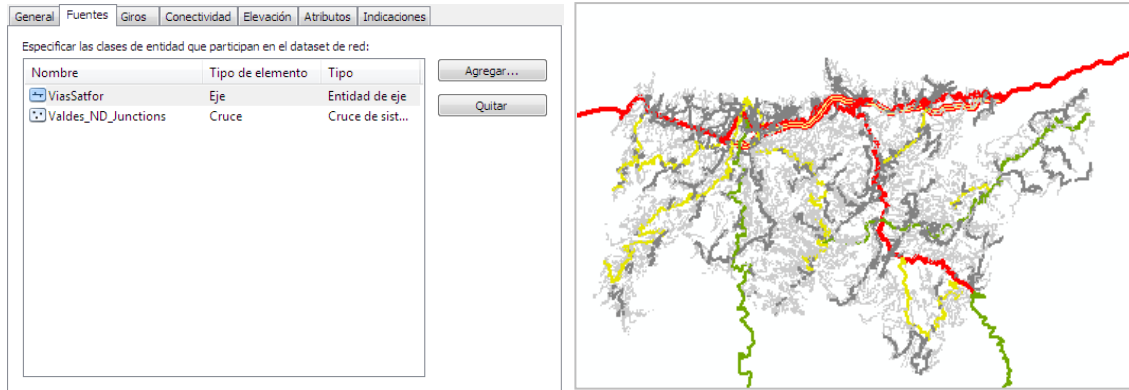 General Fuentes Giros Conectividad Elevación Atributos Indicaciones
Especificar las clases de entidad que participan en el dataset de red:
Nombre Tipo de elemento Tipo
ViasSatfor Eje Entidad de eje
Valdes_ND_Junctions Cruce Cruce de sist...
Agregar...
Quitar